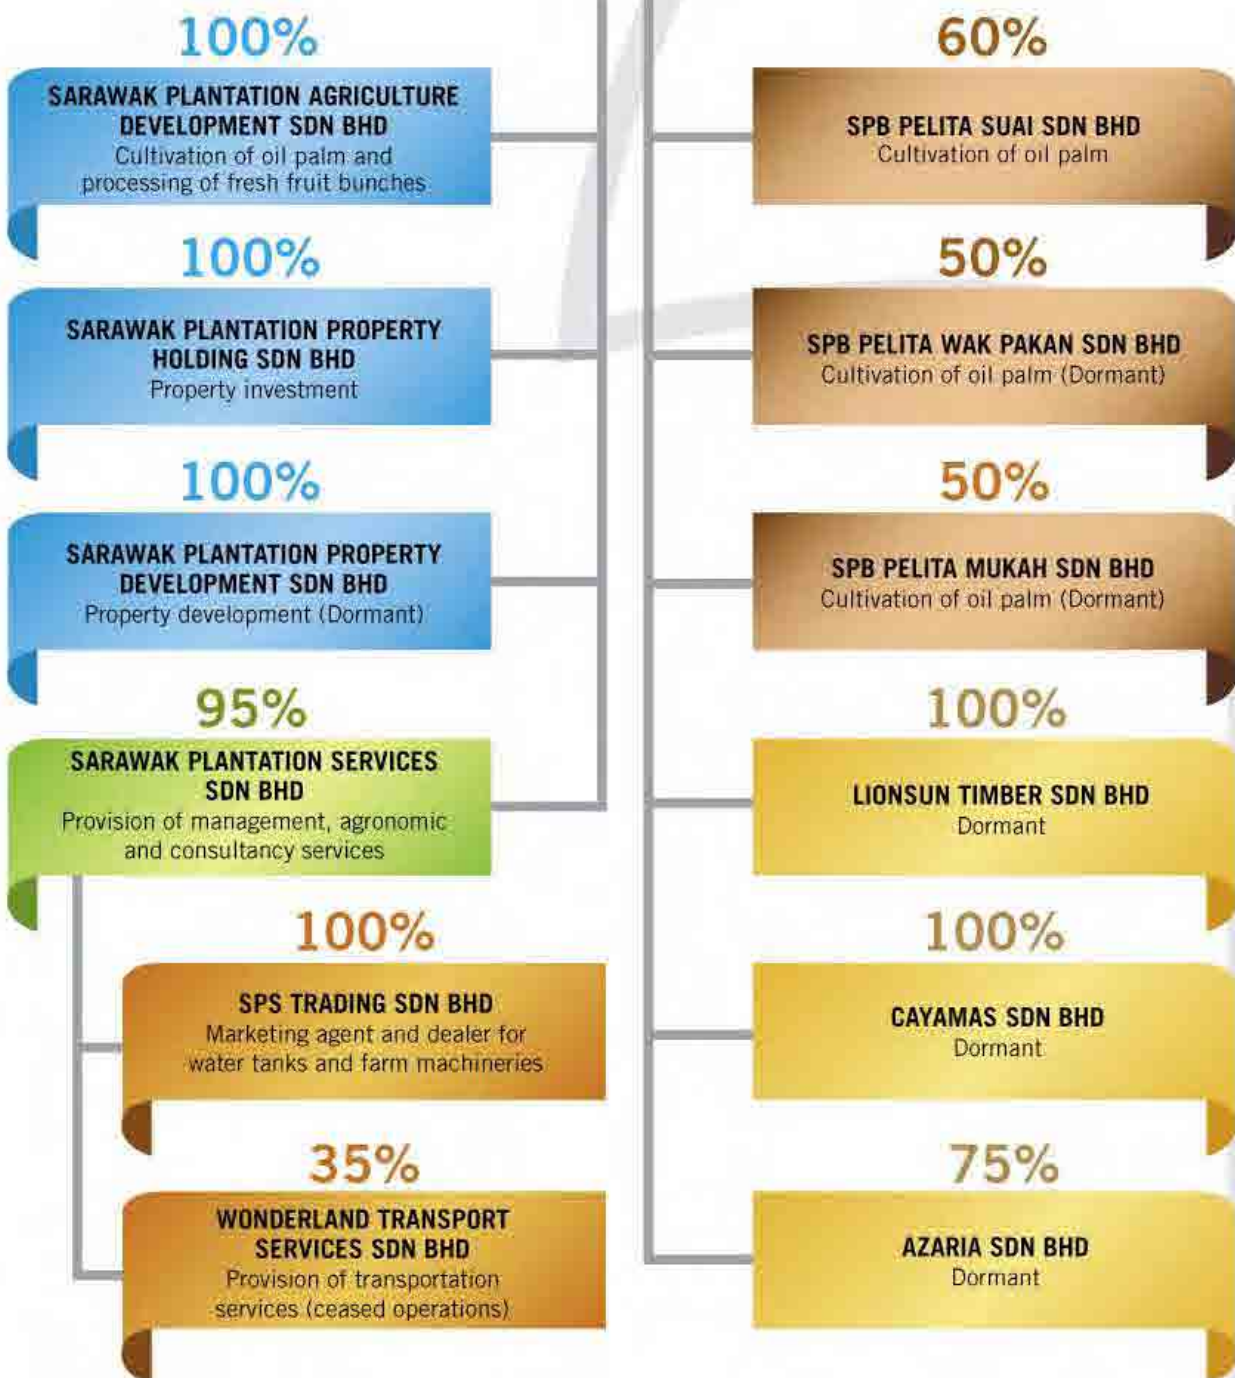 100%
SARAWAK PLANTATION AGRICULTURE
DEVELOPMENT SDN BHD
Cultivation of oil palm and
processing of fresh fruit bunches
100%
SARAWAK PLANTATION PROPERTY
HOLDING SDN BHD
Property investment
100%
SARAWAK PLANTATION PROPERTY
DEVELOPMENT SDN BHD
Property development (Dormant)
95%
SARAWAK PLANTATION SERVICES
SDN BHD
Provision of management, agronomic
and consultancy services
100%
SPS TRADING SDN BHD
Marketing agent and dealer for
water tanks and farm machineries
35%
WONDERLAND TRANSPORT
SERVICES SDN BHD
Provision of transportation
services (ceased operations)
60%
SPB PELITA SUAI SDN BHD
Cultivation of oil palm
50%
SPB PELITA WAK PAKAN SDN BHD
Cultivation of oil palm (Dormant)
50%
SPB PELITA MUKAH SDN BHD
Cultivation of oil palm (Dormant)
100%
LIONSUN TIMBER SDN BHD
Dormant
100%
CAYAMAS SDN BHD
Dormant
75%
AZARIA SDN BHD
Dormant